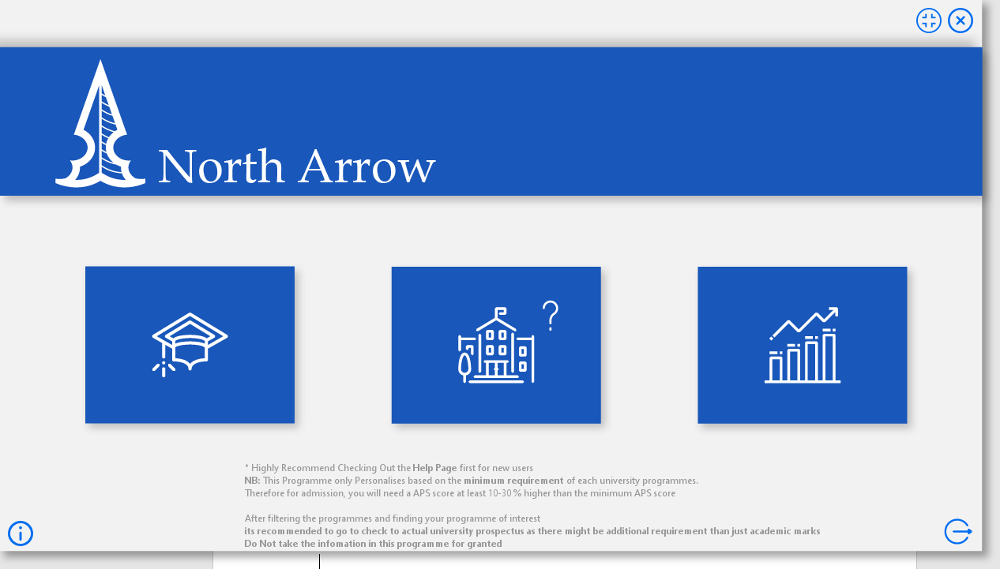 North Arrow
?
* Highly Recommend Checking Out the Help Page first for new users
NB: This Programme only Personalises based on the minimum requirement of each university programmes.
Therefore for admission, you will need a APS score at least 10-30% higher than the minimum APS score
After filtering the programmes and finding your programme of interest
its recommended to go to check to actual university prospectus as there might be additional requirement than just academic marks
Do Not take the infomation in this programme for granted